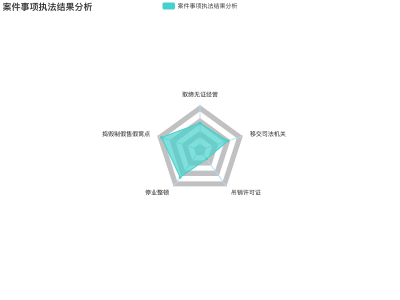 案件事项执法结果分析
案件事项执法结果分析
取缔无证经营
捣毁制假售假窝点
移交司法机关
停业整顿
吊销许可证